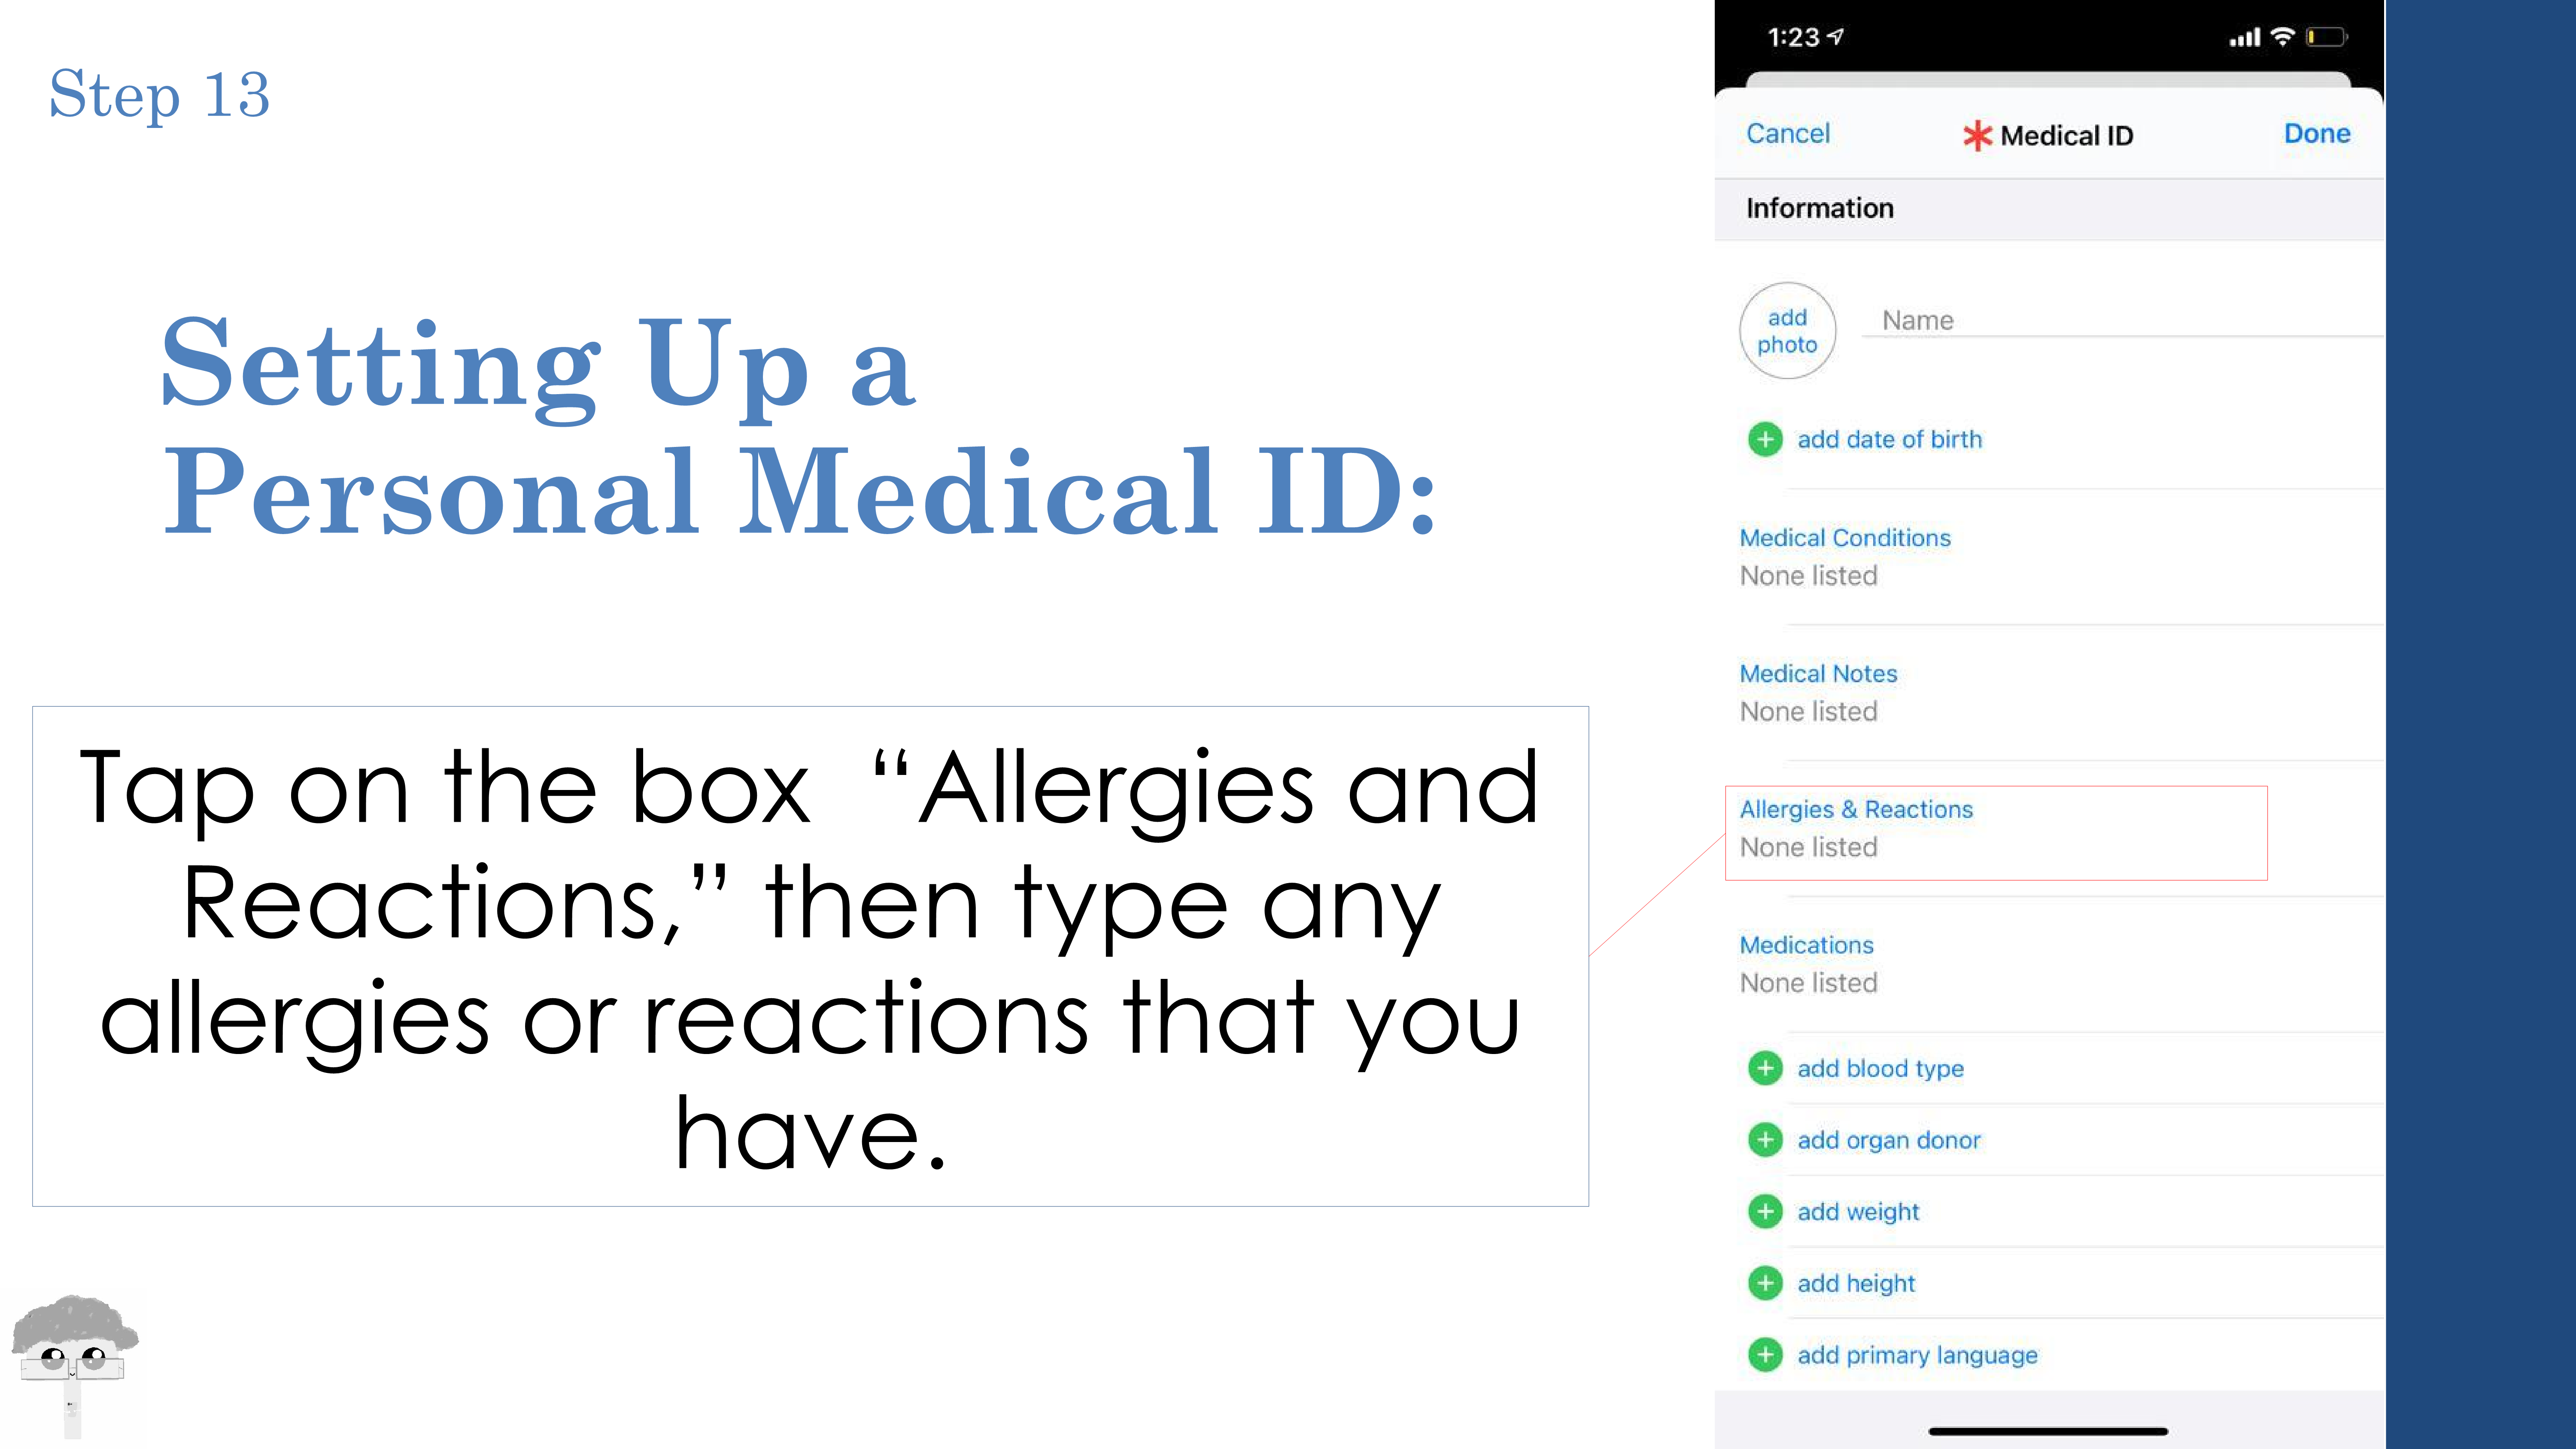 Step 13
Setting Up a
Personal Medical ID:
Tap on the box  “Allergies and
Reactions,” then type any
allergies or reactions that you
have.
1:23
Cancel
Medical ID
Done
Information
add
photo
Name
add date of birth
Medical Conditions
None listed
Medical Notes
None listed
Allergies & Reactions
None listed
Medications
None listed
add blood type
add organ donor
add weight
add height
add primary language